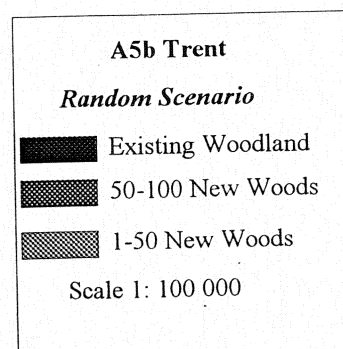 A5b Trent
Random Scenario
Existing Woodland
50-100 New Woods
1-50 New Woods
Scale 1: 100 000